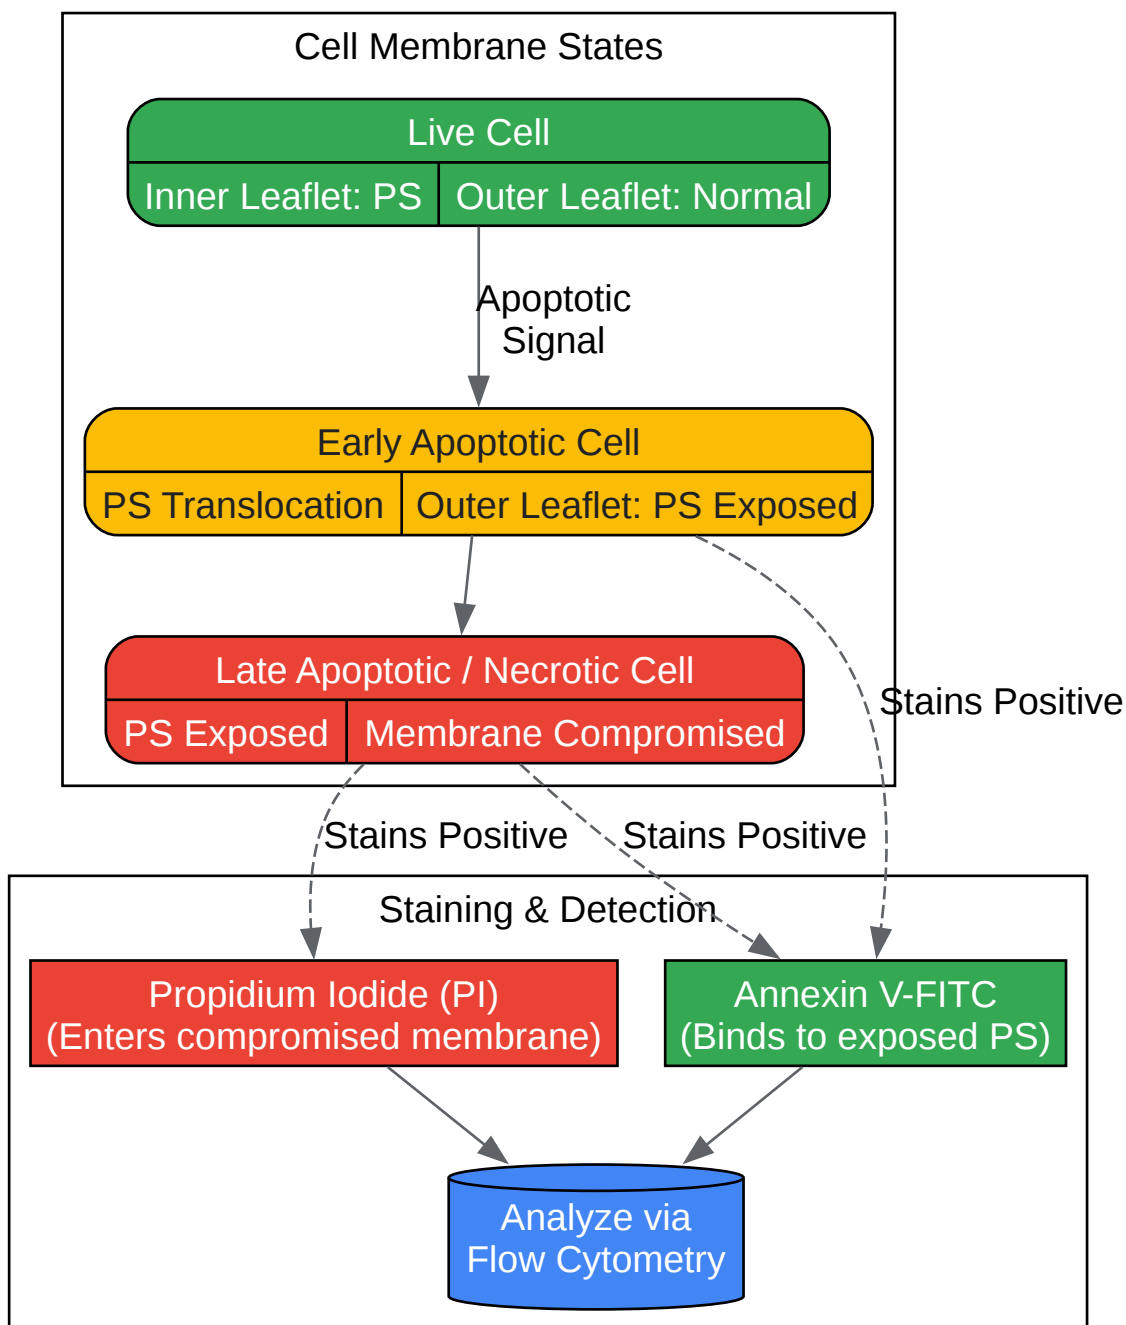 Cell Membrane States
Live Cell
Inner Leaflet: PS
Outer Leaflet: Normal
Apoptotic
Signal
Early Apoptotic Cell
PS Translocation
Outer Leaflet: PS Exposed
Late Apoptotic / Necrotic Cell
PS Exposed
Membrane Compromised
Stains Positive
Stains Positive
Stains Positive
Staining & Detection
Propidium Iodide (PI)
(Enters compromised membrane)
Annexin V-FITC
(Binds to exposed PS)
Analyze via
Flow Cytometry